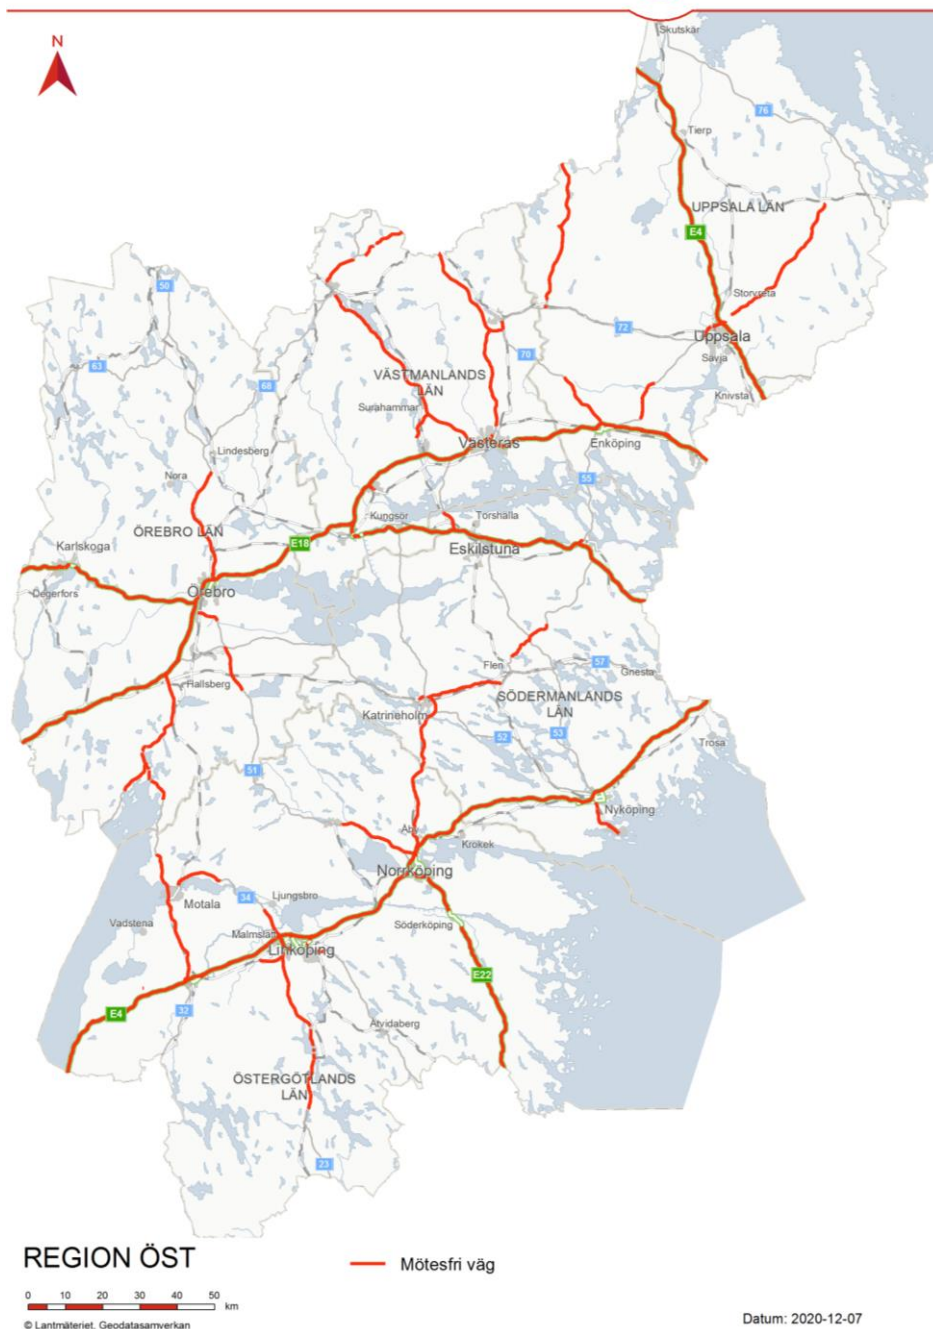 N
Skutskär
76
Tierp
UPPSALA LÄN
E4
50
Storvreta
72
Uppsala
70
63
Sävja
VÄSTMANLANDS
LÄN
68
Knivsta
Surahammar
Västerås
Enköping
Lindesberg
Nora
55
Kungsör
Torshälla
ÖREBRO LÄN
E18
Karlskoga
Eskilstuna
Degerfors
Örebro
Flen
57
Gnesta
Hallsberg
SÖDERMANLANDS
LÄN
Katrineholm
52
53
Trosa
51
Nyköping
Åby
Krokek
Norrköping
34
Ljungsbro
Motala
Vadstena
Söderköping
Malmslätt
Linköping
E22
E4
32
Åtvidaberg
ÖSTERGÖTLANDS
LÄN
23
REGION ÖST
Mötesfri väg
0 10 20 30 40 50
km
© Lantmäteriet, Geodatasamverkan
Datum: 2020-12-07